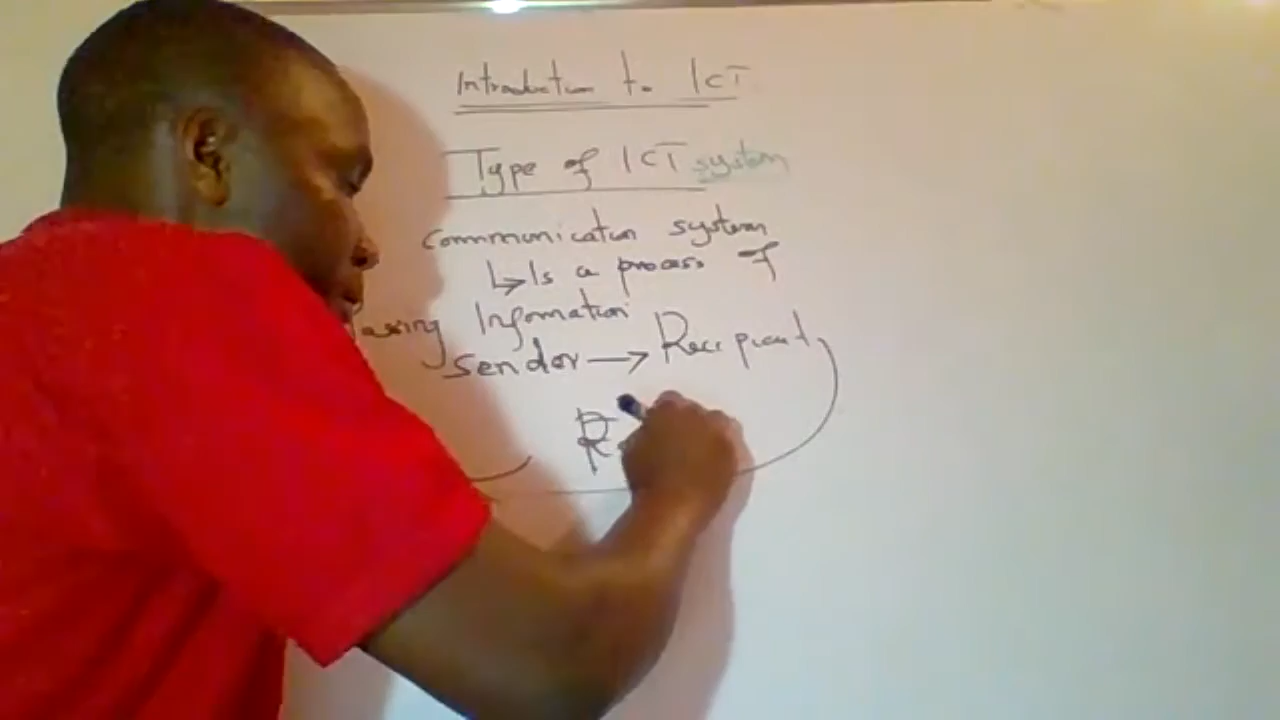 Introduction to ICT
Type of ICT system
Communication system
↳ Is a process of
Passing Information
sender → Recipient
R